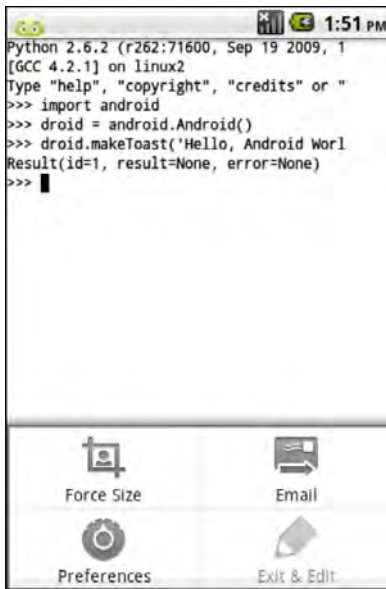 1:51 PM
Python 2.6.2 (r262:71600, Sep 19 2009, 1
[GCC 4.2.1] on linux2
Type "help", "copyright", "credits" or "
>>> import android
>>> droid = android.Android()
>>> droid.makeToast('Hello, Android Worl
Result(id=1, result=None, error=None)
>>>
Force Size
Email
Preferences
Exit & Edit